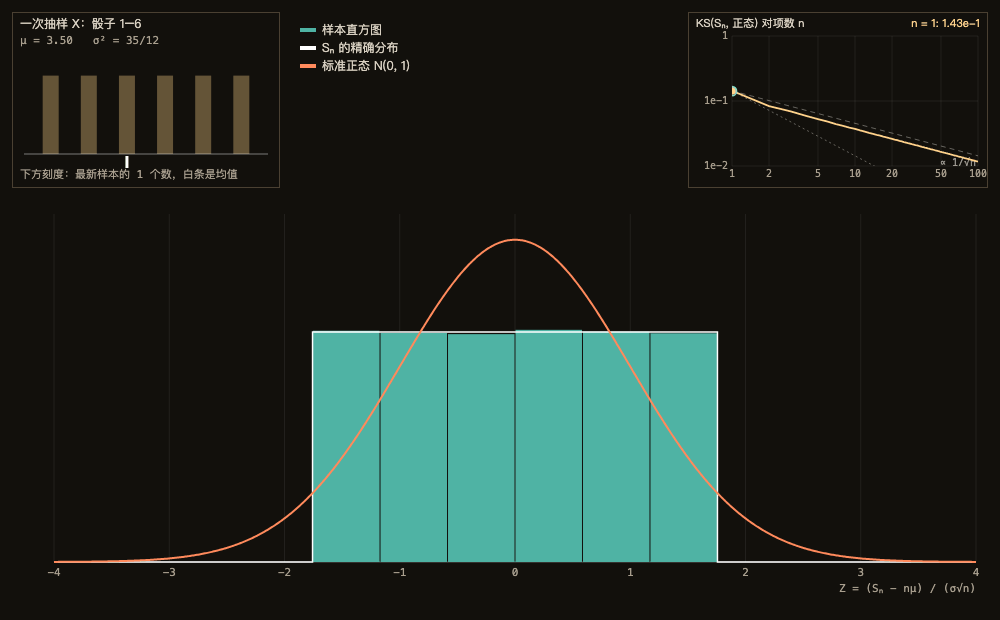 一次抽样 X：骰子 1–6
μ = 3.50  σ² = 35/12
下方刻度：最新样本的 1 个数，白条是均值
样本直方图
Sₙ 的精确分布
标准正态 N(0, 1)
KS(Sₙ, 正态) 对项数 n
n = 1: 1.43e−1
1
1e−1
1e−2
∝ 1/√n
1 2 5 10 20 50 100
−4 −3 −2 −1 0 1 2 3 4
Z = (Sₙ − nμ) / (σ√n)